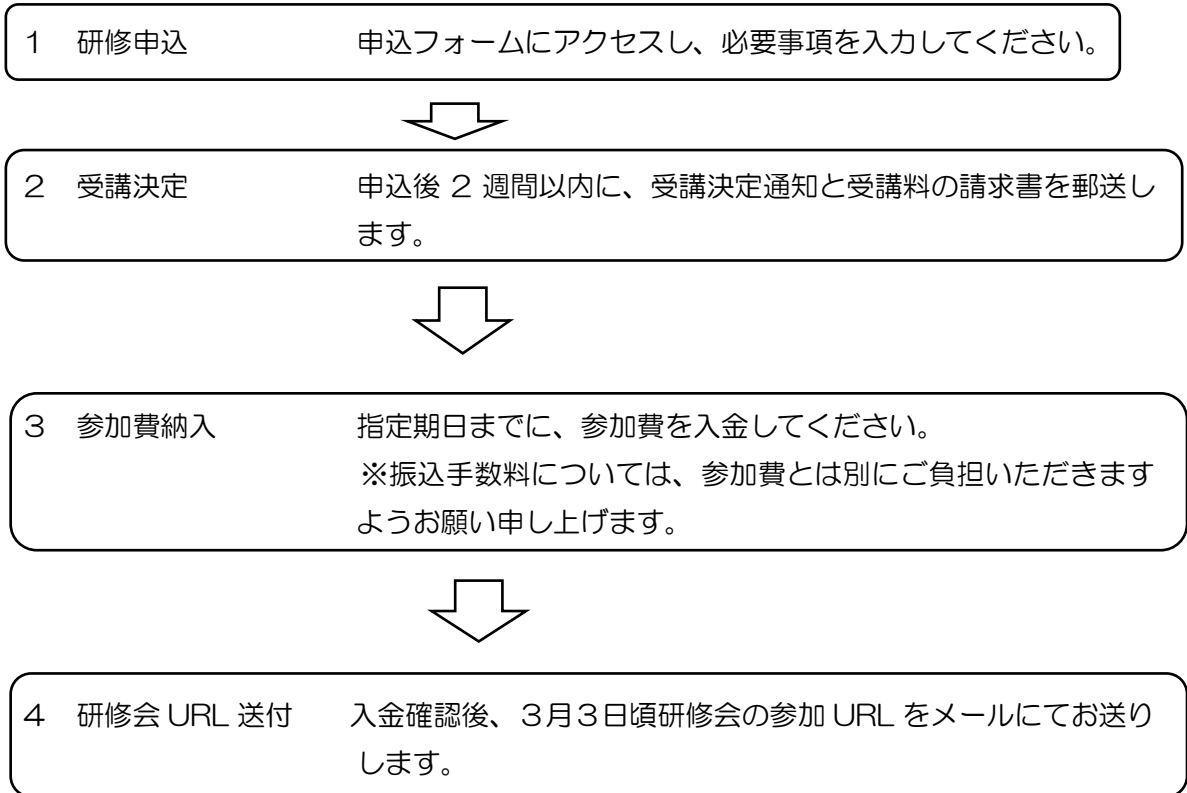 １　研修申込　申込フォームにアクセスし、必要事項を入力してください。
２　受講決定　申込後 2 週間以内に、受講決定通知と受講料の請求書を郵送し
ます。
３　参加費納入　指定期日までに、参加費を入金してください。
※振込手数料については、参加費とは別にご負担いただきます
ようお願い申し上げます。
４　研修会 URL 送付　入金確認後、３月３日頃研修会の参加 URL をメールにてお送り
します。